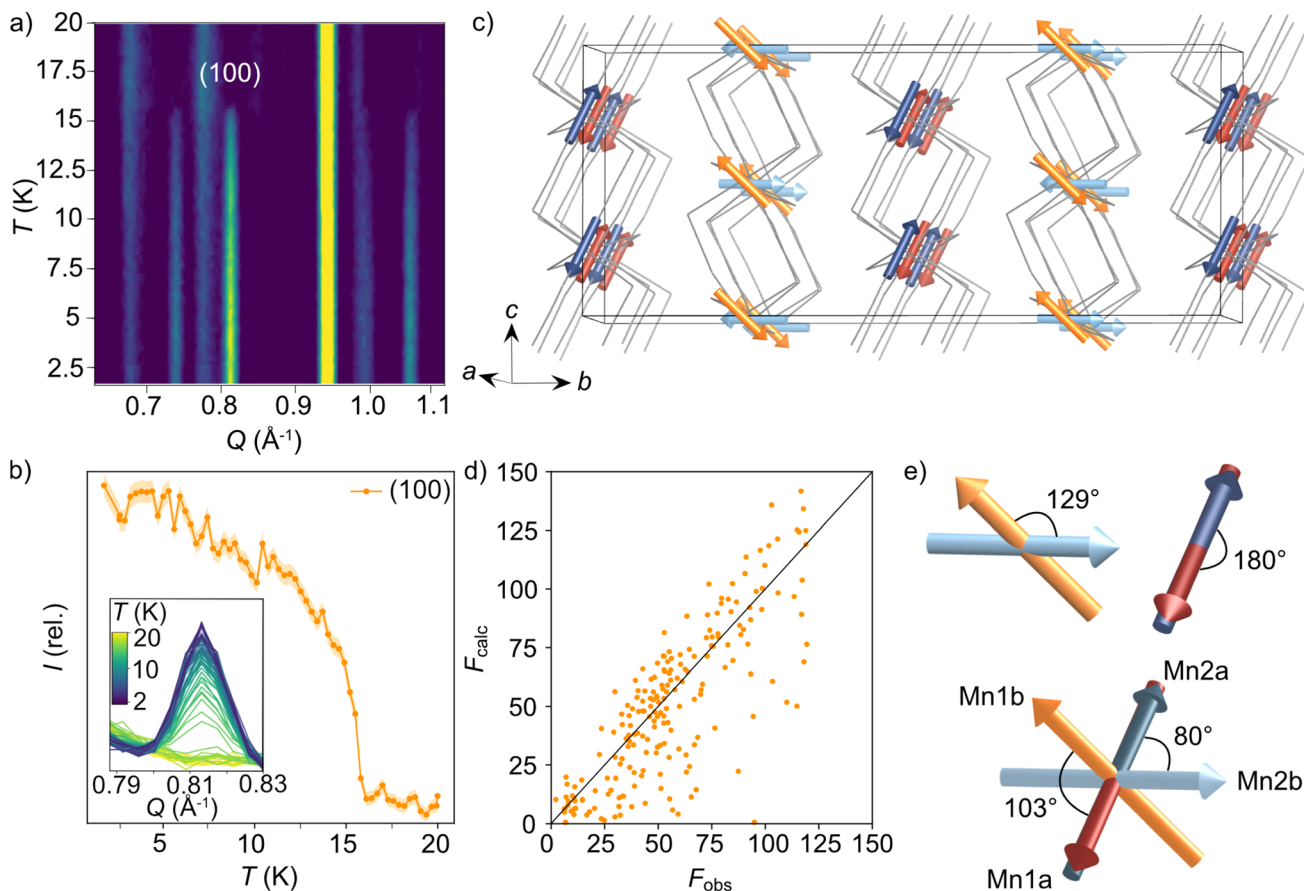 a)
20
17.5
15
12.5
10
7.5
5
2.5
T (K)
(100)
0.7 0.8 0.9 1.0 1.1
Q (Å-1)
b)
I (rel.)
(100)
T (K)
20
10
2
0.79 0.81 0.83
Q (Å-1)
5 10 15 20
T (K)
c)
c
a
b
d)
150
125
100
75
50
25
0
Fcalc
0 25 50 75 100 125 150
Fobs
e)
129°
180°
Mn1b
Mn2a
80°
Mn2b
103°
Mn1a